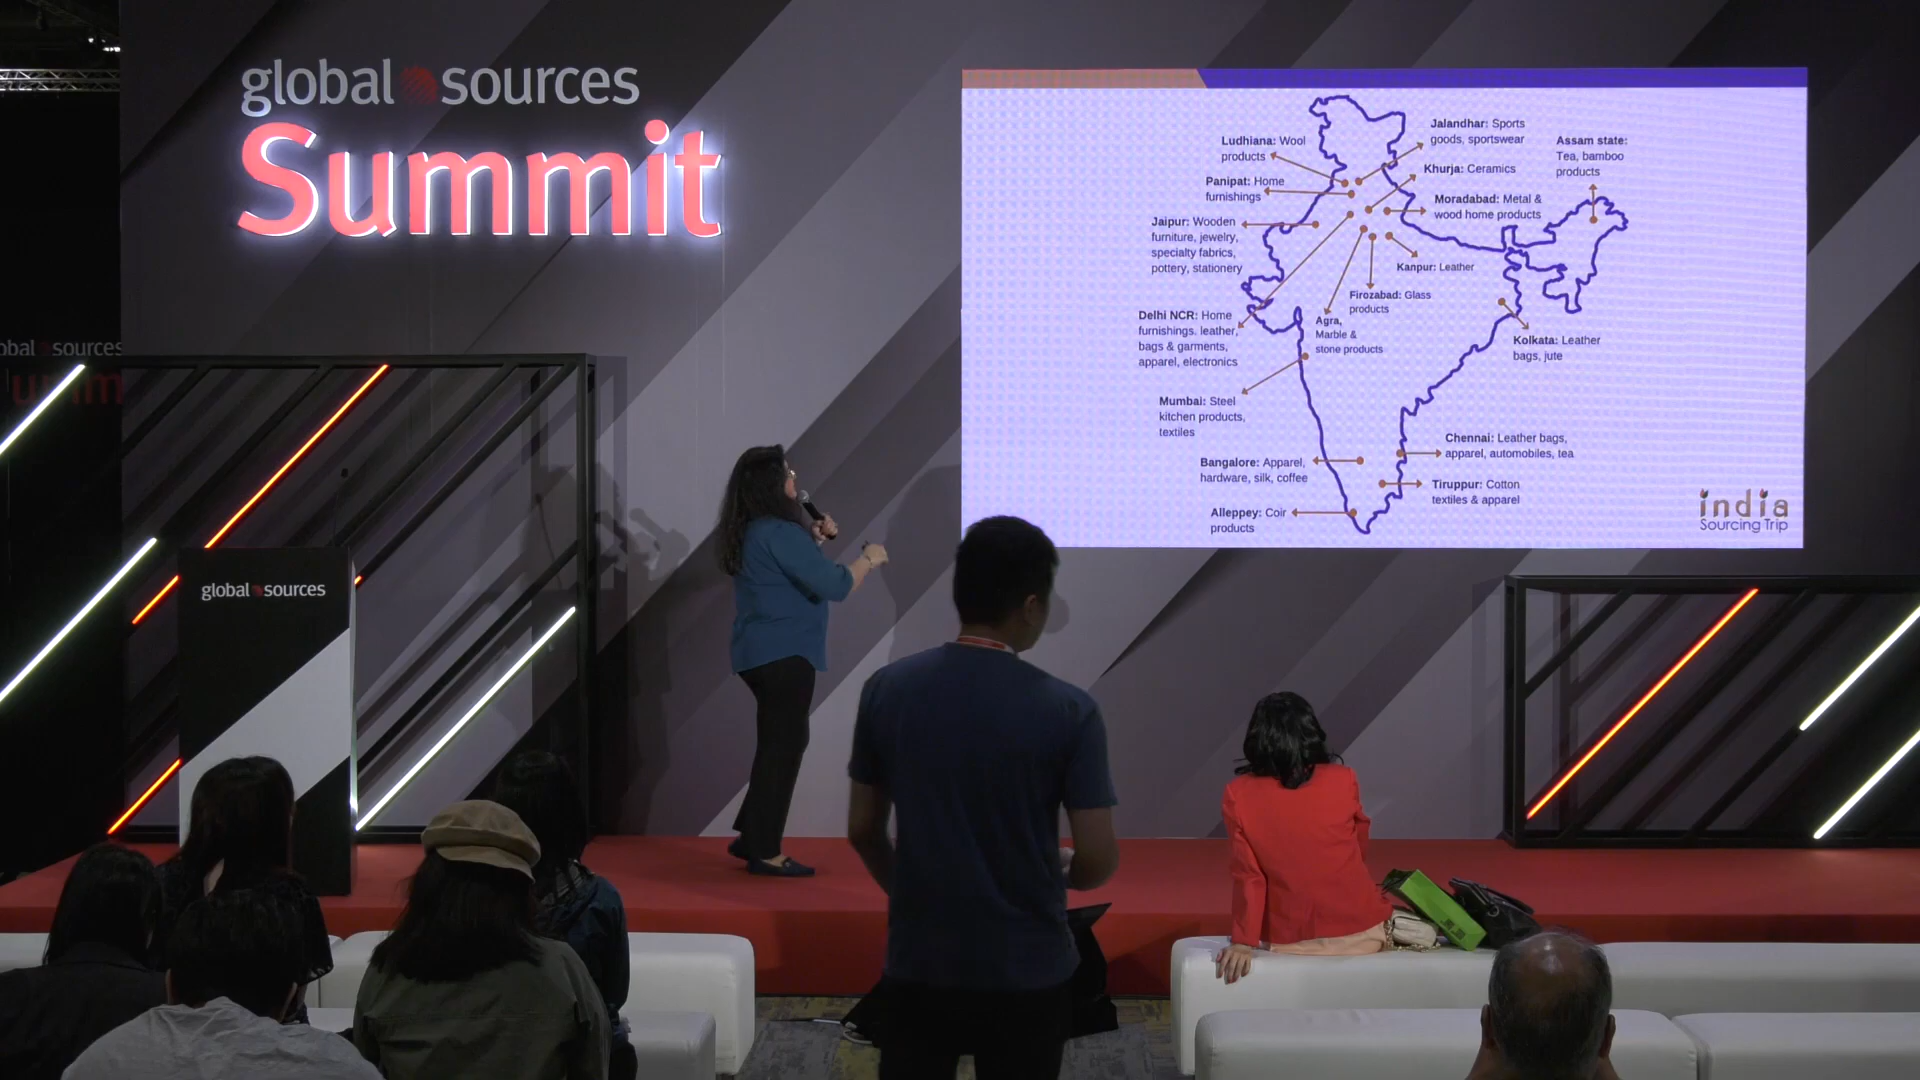 global sources
Summit
obal sources
umm
global sources
Ludhiana: Wool
products
Panipat: Home
furnishings
Jaipur: Wooden
furniture, jewelry,
specialty fabrics,
pottery, stationery
Delhi NCR: Home
furnishings. leather,
bags & garments,
apparel, electronics
Mumbai: Steel
kitchen products,
textiles
Bangalore: Apparel,
hardware, silk, coffee
Alleppey: Coir
products
Jalandhar: Sports
goods, sportswear
Khurja: Ceramics
Moradabad: Metal &
wood home products
Assam state:
Tea, bamboo
products
Kanpur: Leather
Firozabad: Glass
products
Agra,
Marble &
stone products
Kolkata: Leather
bags, jute
Chennai: Leather bags,
apparel, automobiles, tea
Tiruppur: Cotton
textiles & apparel
india
Sourcing Trip